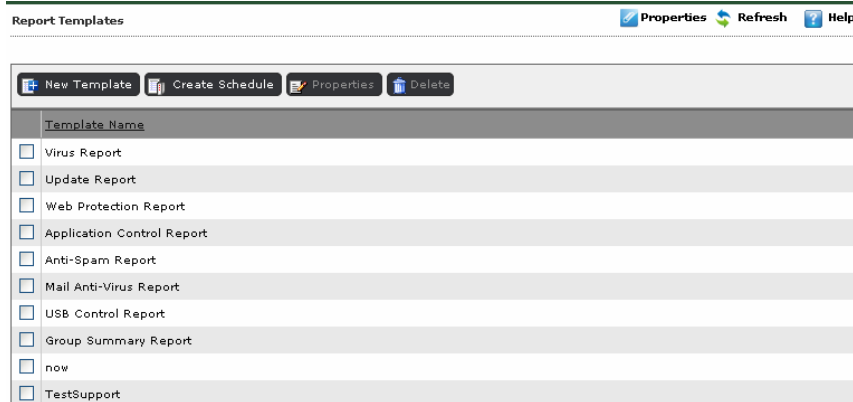 Report Templates Properties Refresh Help
New Template Create Schedule Properties Delete
Template Name
Virus Report
Update Report
Web Protection Report
Application Control Report
Anti-Spam Report
Mail Anti-Virus Report
USB Control Report
Group Summary Report
now
TestSupport